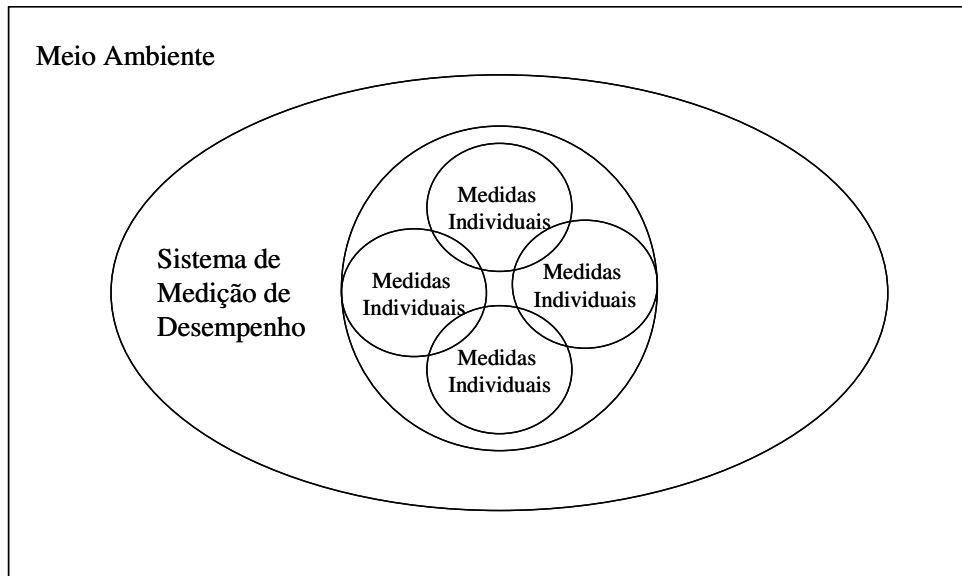 Meio Ambiente
Medidas
Individuais
Sistema de
Medição de
Desempenho
Medidas
Individuais
Medidas
Individuais
Medidas
Individuais